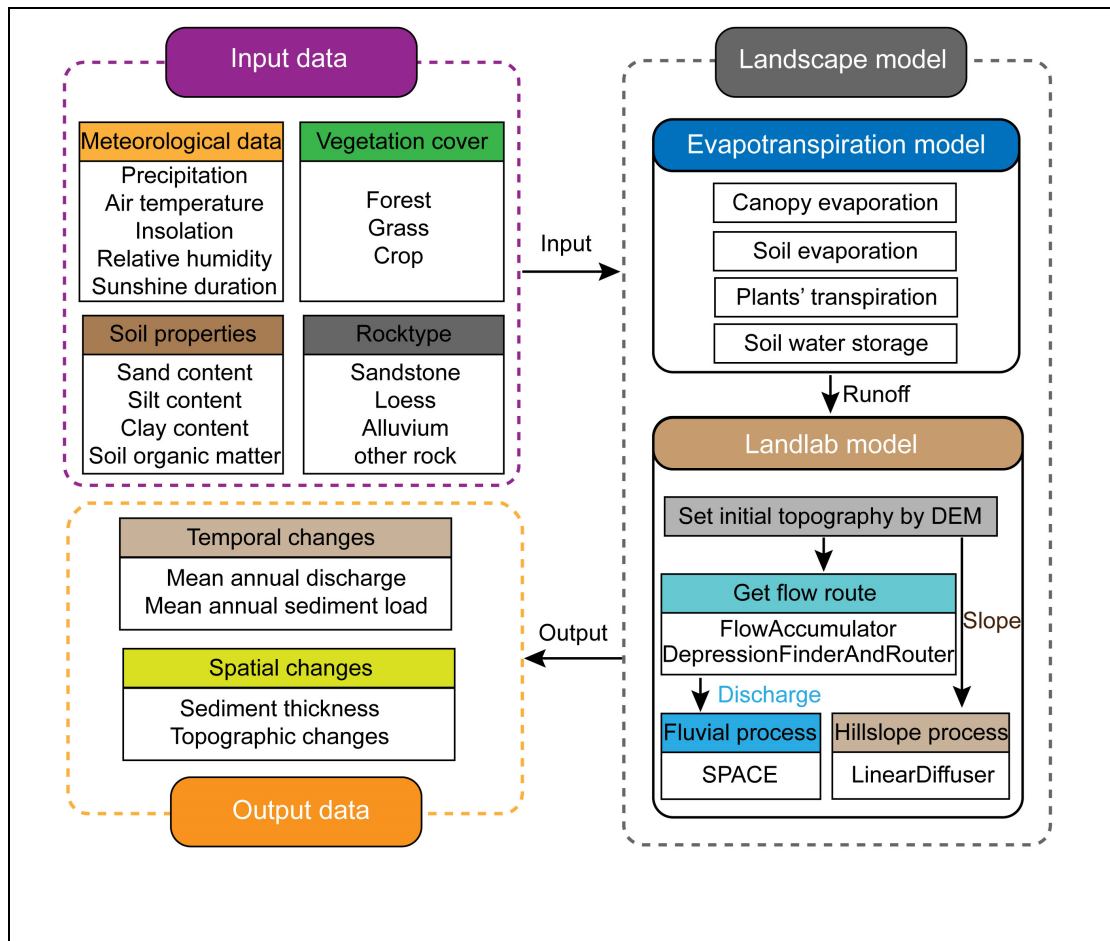 Input data
Meteorological data
Precipitation
Air temperature
Insolation
Relative humidity
Sunshine duration
Vegetation cover
Forest
Grass
Crop
Soil properties
Sand content
Silt content
Clay content
Soil organic matter
Rocktype
Sandstone
Loess
Alluvium
other rock
Input
Landscape model
Evapotranspiration model
Canopy evaporation
Soil evaporation
Plants’ transpiration
Soil water storage
Runoff
Landlab model
Set initial topography by DEM
Get flow route
FlowAccumulator
DepressionFinderAndRouter
Slope
Discharge
Fluvial process
SPACE
Hillslope process
LinearDiffuser
Output
Temporal changes
Mean annual discharge
Mean annual sediment load
Spatial changes
Sediment thickness
Topographic changes
Output data